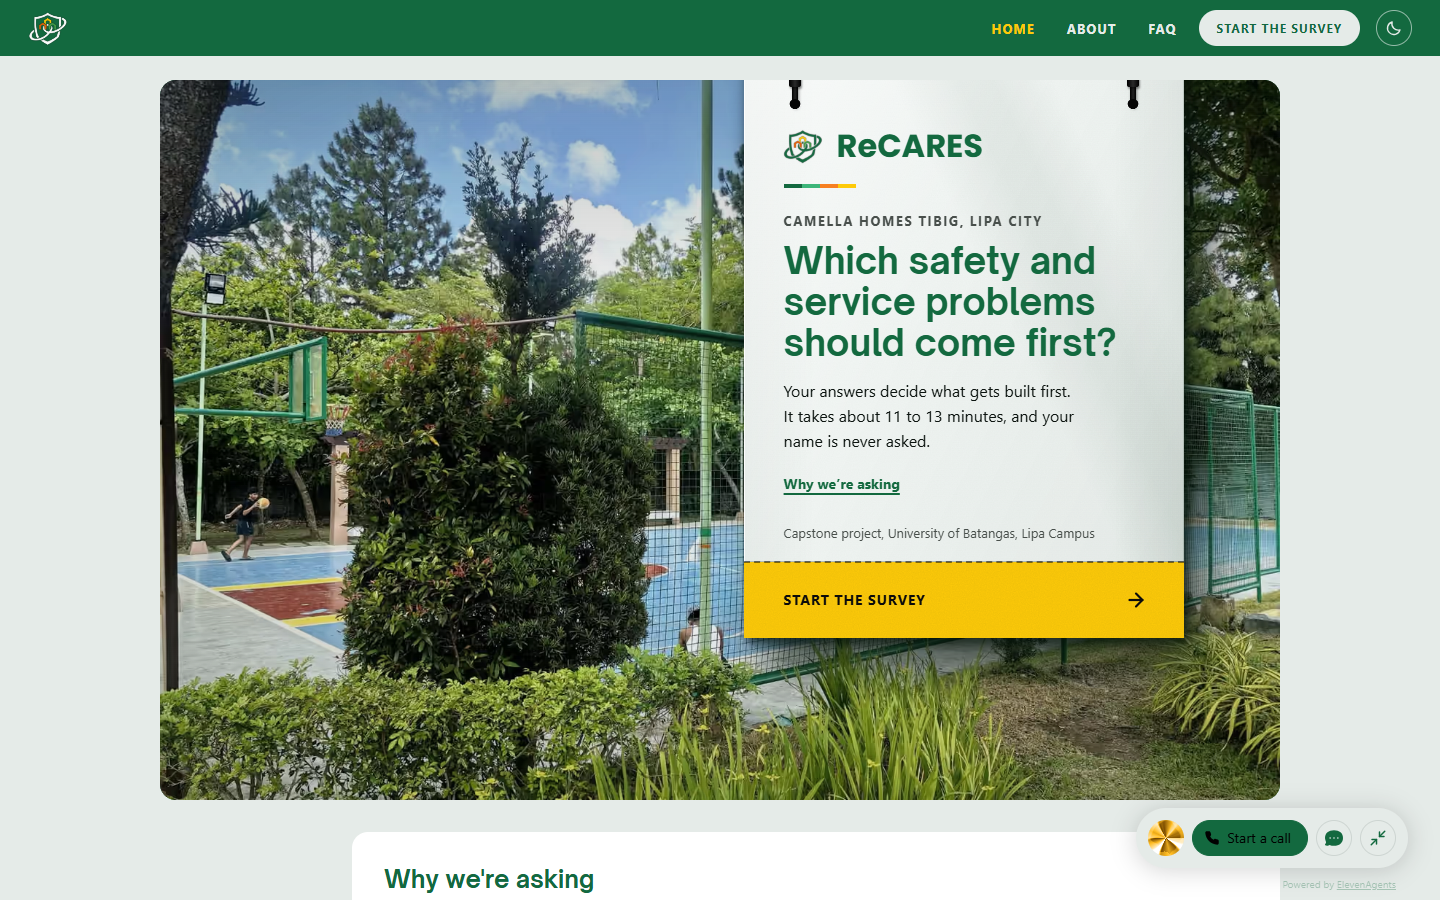 HOME
ABOUT
FAQ
START THE SURVEY
ReCARES
CAMELLA HOMES TIBIG, LIPA CITY
Which safety and
service problems
should come first?
Your answers decide what gets built first.
It takes about 11 to 13 minutes, and your
name is never asked.
Why we’re asking
Capstone project, University of Batangas, Lipa Campus
START THE SURVEY
Start a call
Why we're asking
Powered by ElevenAgents